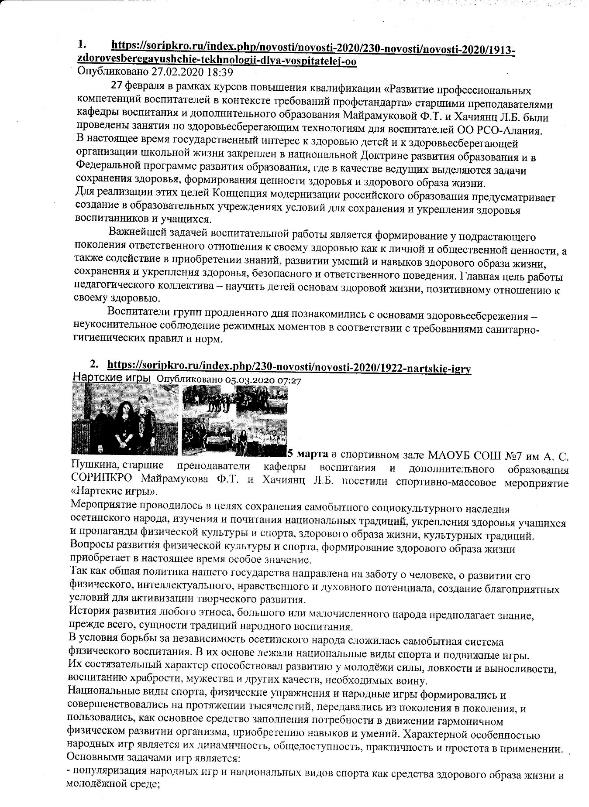 1. https://soripkro.ru/index.php/novosti/novosti-2020/230-novosti/novosti-2020/1913-
zdorovesberegayushchie-tekhnologii-dlya-vospitatelej-oo
Опубликовано 27.02.2020 18:39
27 февраля в рамках курсов повышения квалификации «Развитие профессиональных
компетенций воспитателей в контексте требований профстандарта» старшими преподавателями
кафедры воспитания и дополнительного образования Майрамуковой Ф.Т. и Хачиянц Л.Б. были
проведены занятия по здоровьесберегающим технологиям для воспитателей ОО РСО-Алания.
В настоящее время государственный интерес к здоровью детей и к здоровьесберегающей
организации школьной жизни закреплен в национальной Доктрине развития образования и в
Федеральной программе развития образования, где в качестве ведущих выделяются задачи
сохранения здоровья, формирования ценности здоровья и здорового образа жизни.
Для реализации этих целей Концепция модернизации российского образования предусматривает
создание в образовательных учреждениях условий для сохранения и укрепления здоровья
воспитанников и учащихся.
Важнейшей задачей воспитательной работы является формирование у подрастающего
поколения ответственного отношения к своему здоровью как к личной и общественной ценности, а
также содействие в приобретении знаний, развитии умений и навыков здорового образа жизни,
сохранения и укрепления здоровья, безопасного и ответственного поведения. Главная цель работы
педагогического коллектива – научить детей основам здоровой жизни, позитивному отношению к
своему здоровью.
Воспитатели групп продленного дня познакомились с основами здоровьесбережения –
неукоснительное соблюдение режимных моментов в соответствии с требованиями санитарно-
гигиенических правил и норм.
2. https://soripkro.ru/index.php/230-novosti/novosti-2020/1922-nartskie-igry
Нартские игры Опубликовано 05.03.2020 07:27
5 марта в спортивном зале МАОУБ СОШ №7 им А. С.
Пушкина, старшие преподаватели кафедры воспитания и дополнительного образования
СОРИПКРО Майрамукова Ф.Т. и Хачиянц Л.Б. посетили спортивно-массовое мероприятие
«Нартские игры».
Мероприятие проводилось в целях сохранения самобытного социокультурного наследия
осетинского народа, изучения и почитания национальных традиций, укрепления здоровья учащихся
и пропаганды физической культуры и спорта, здорового образа жизни, культурных традиций.
Вопросы развития физической культуры и спорта, формирование здорового образа жизни
приобретает в настоящее время особое значение.
Так как общая политика нашего государства направлена на заботу о человеке, о развитии его
физического, интеллектуального, нравственного и духовного потенциала, создание благоприятных
условий для активизации творческого развития.
История развития любого этноса, большого или малочисленного народа предполагает знание,
прежде всего, сущности традиций народного воспитания.
В условия борьбы за независимость осетинского народа сложилась самобытная система
физического воспитания. В их основе лежали национальные виды спорта и подвижные игры.
Их состязательный характер способствовал развитию у молодёжи силы, ловкости и выносливости,
воспитанию храбрости, мужества и других качеств, необходимых воину.
Национальные виды спорта, физические упражнения и народные игры формировались и
совершенствовались на протяжении тысячелетий, передавались из поколения в поколения, и
пользовались, как основное средство заполнения потребности в движении гармоничном
физическом развитии организма, приобретению навыков и умений. Характерной особенностью
народных игр является их динамичность, общедоступность, практичность и простота в применении.
Основными задачами игр является:
- популяризация народных игр и национальных видов спорта как средства здорового образа жизни в
молодёжной среде;